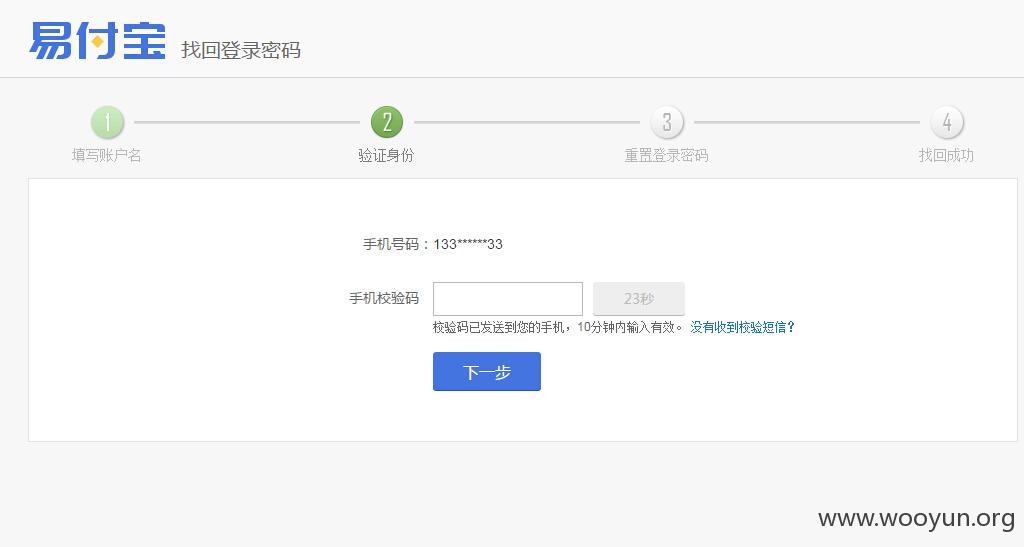 易付宝 找回登录密码
1 2 3 4
填写账户名 验证身份 重置登录密码 找回成功
手机号码：133******33
手机校验码 23秒
校验码已发送到您的手机，10分钟内输入有效。 没有收到校验短信?
下一步
www.wooyun.org